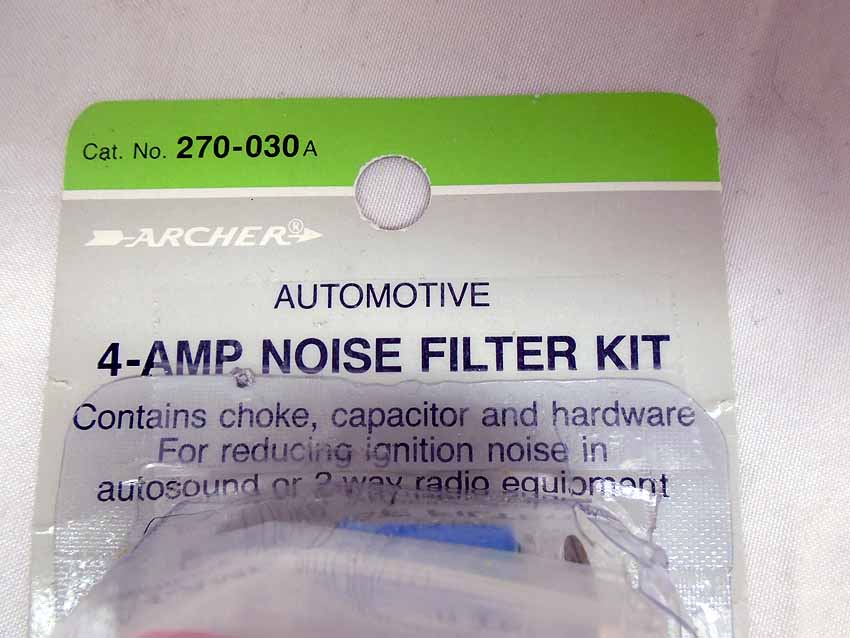 Cat. No. 270-030A
ARCHER®
AUTOMOTIVE
4-AMP NOISE FILTER KIT
Contains choke, capacitor and hardware
For reducing ignition noise in
autosound or 2 way radio equipment